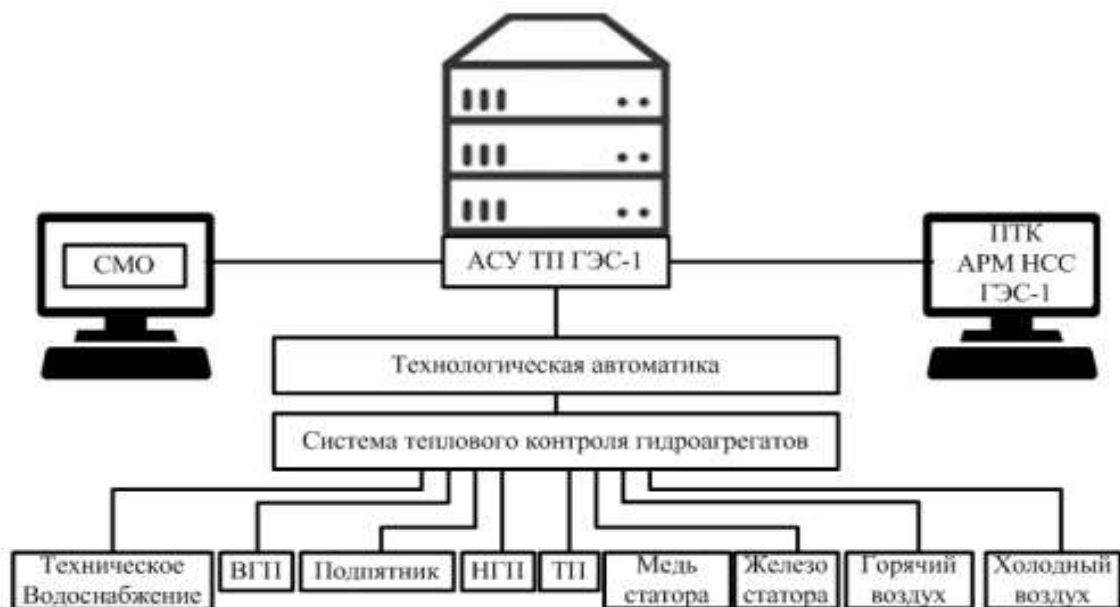 СМО
АСУ ТП ГЭС-1
ПТК
АРМ НСС
ГЭС-1
Технологическая автоматика
Система теплового контроля гидроагрегатов
Техническое
Водоснабжение
ВГП
Подпятник
НГП
ТП
Медь
статора
Железо
статора
Горячий
воздух
Холодный
воздух